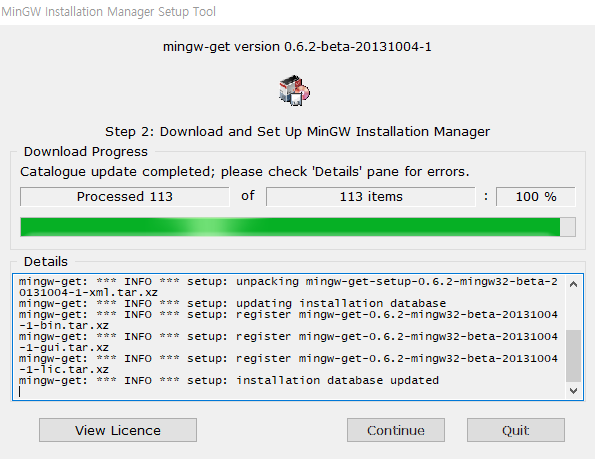 MinGW Installation Manager Setup Tool
mingw-get version 0.6.2-beta-20131004-1
Step 2: Download and Set Up MinGW Installation Manager
Download Progress
Catalogue update completed; please check 'Details' pane for errors.
Processed 113 of 113 items : 100 %
Details
mingw-get: *** INFO *** setup: unpacking mingw-get-setup-0.6.2-mingw32-beta-2
0131004-1-xml.tar.xz
mingw-get: *** INFO *** setup: updating installation database
mingw-get: *** INFO *** setup: register mingw-get-0.6.2-mingw32-beta-20131004
-1-bin.tar.xz
mingw-get: *** INFO *** setup: register mingw-get-0.6.2-mingw32-beta-20131004
-1-gui.tar.xz
mingw-get: *** INFO *** setup: register mingw-get-0.6.2-mingw32-beta-20131004
-1-lic.tar.xz
mingw-get: *** INFO *** setup: installation database updated
View Licence Continue Quit